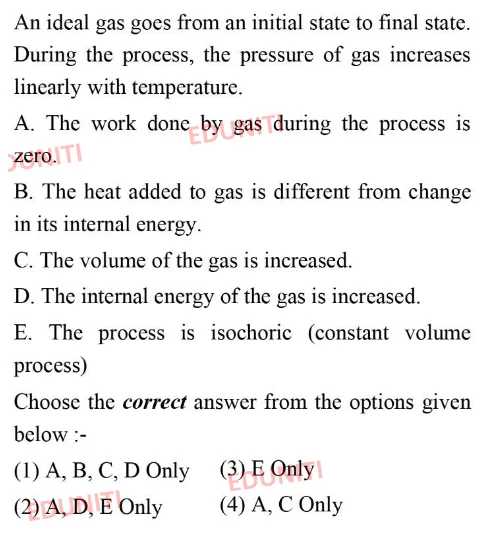 An ideal gas goes from an initial state to final state.
During the process, the pressure of gas increases
linearly with temperature.
A. The work done by gas during the process is
zero.
B. The heat added to gas is different from change
in its internal energy.
C. The volume of the gas is increased.
D. The internal energy of the gas is increased.
E. The process is isochoric (constant volume
process)
Choose the correct answer from the options given
below :-
(1) A, B, C, D Only (3) E Only
(2) A, D, E Only (4) A, C Only
EDUNITI
EDUNITI
EDUNITI